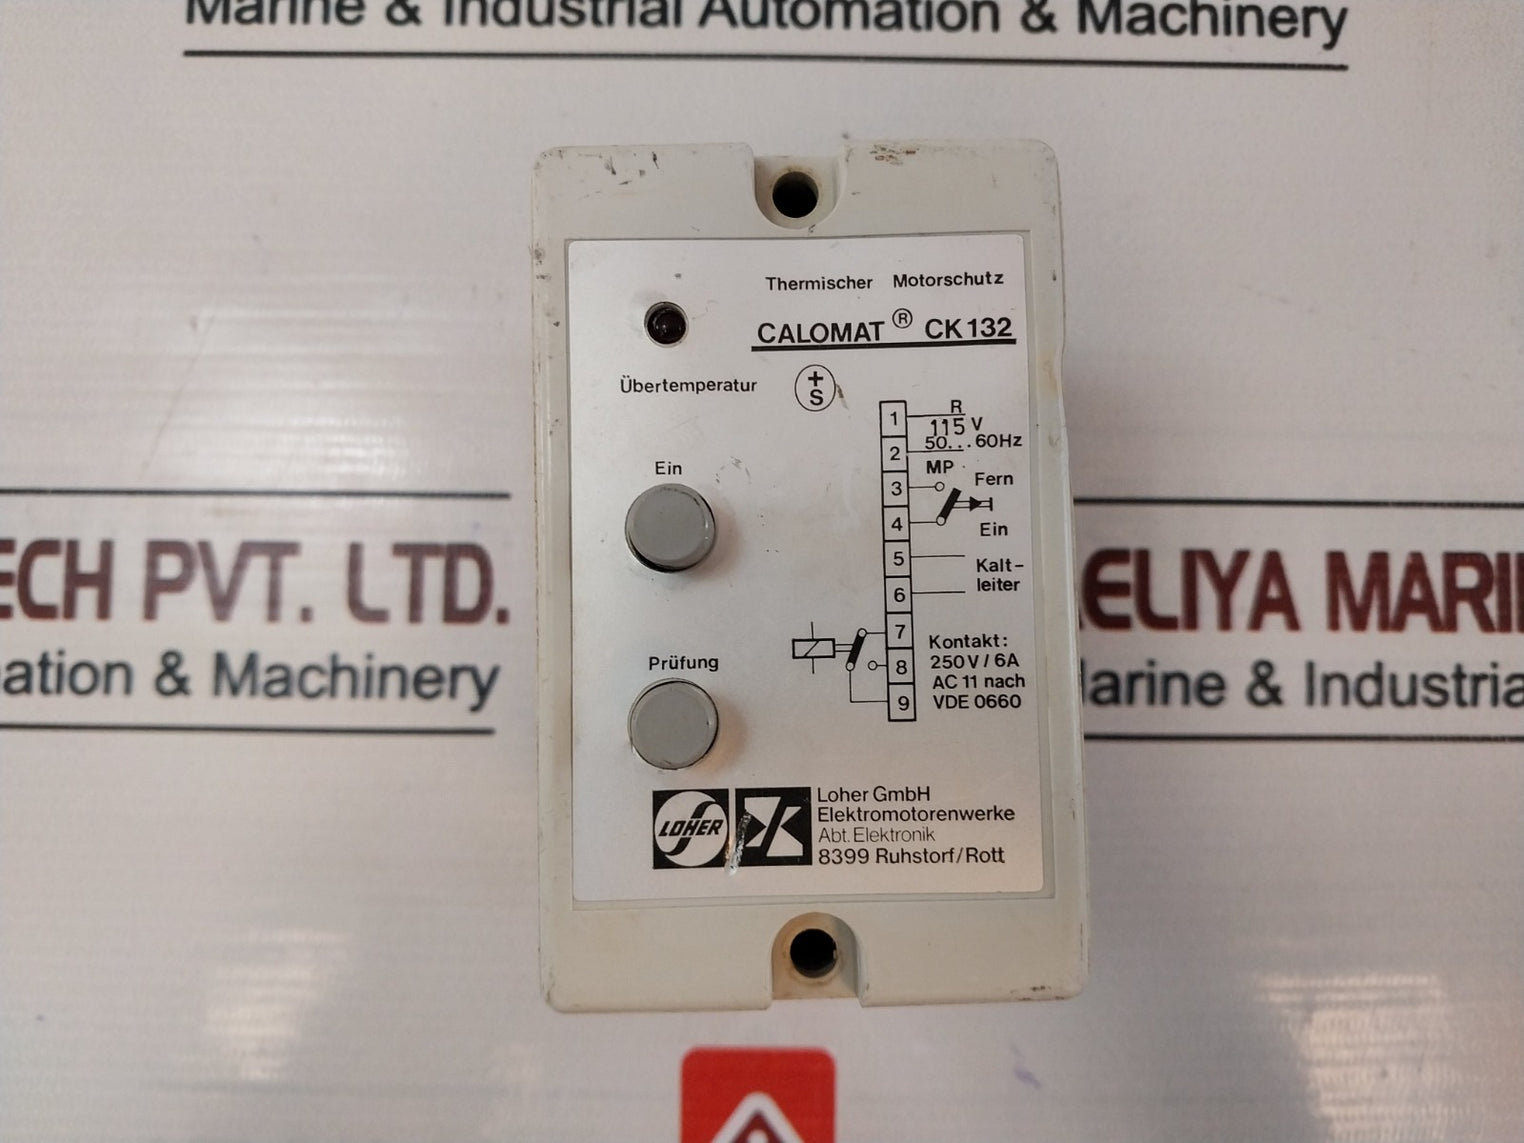 Marine & Industrial Automation & Machinery
ECH PVT. LTD.
ation & Machinery
ELIYA MARI
arine & Industria
Thermischer Motorschutz
CALOMAT ® CK 132
Übertemperatur
+
S
Ein
Prüfung
1
2
3
4
5
6
7
8
9
R
115 V
50...60Hz
MP
Fern
Ein
Kalt-
leiter
Kontakt:
250V/6A
AC 11 nach
VDE 0660
LOHER
Loher GmbH
Elektromotorenwerke
Abt. Elektronik
8399 Ruhstorf/Rott